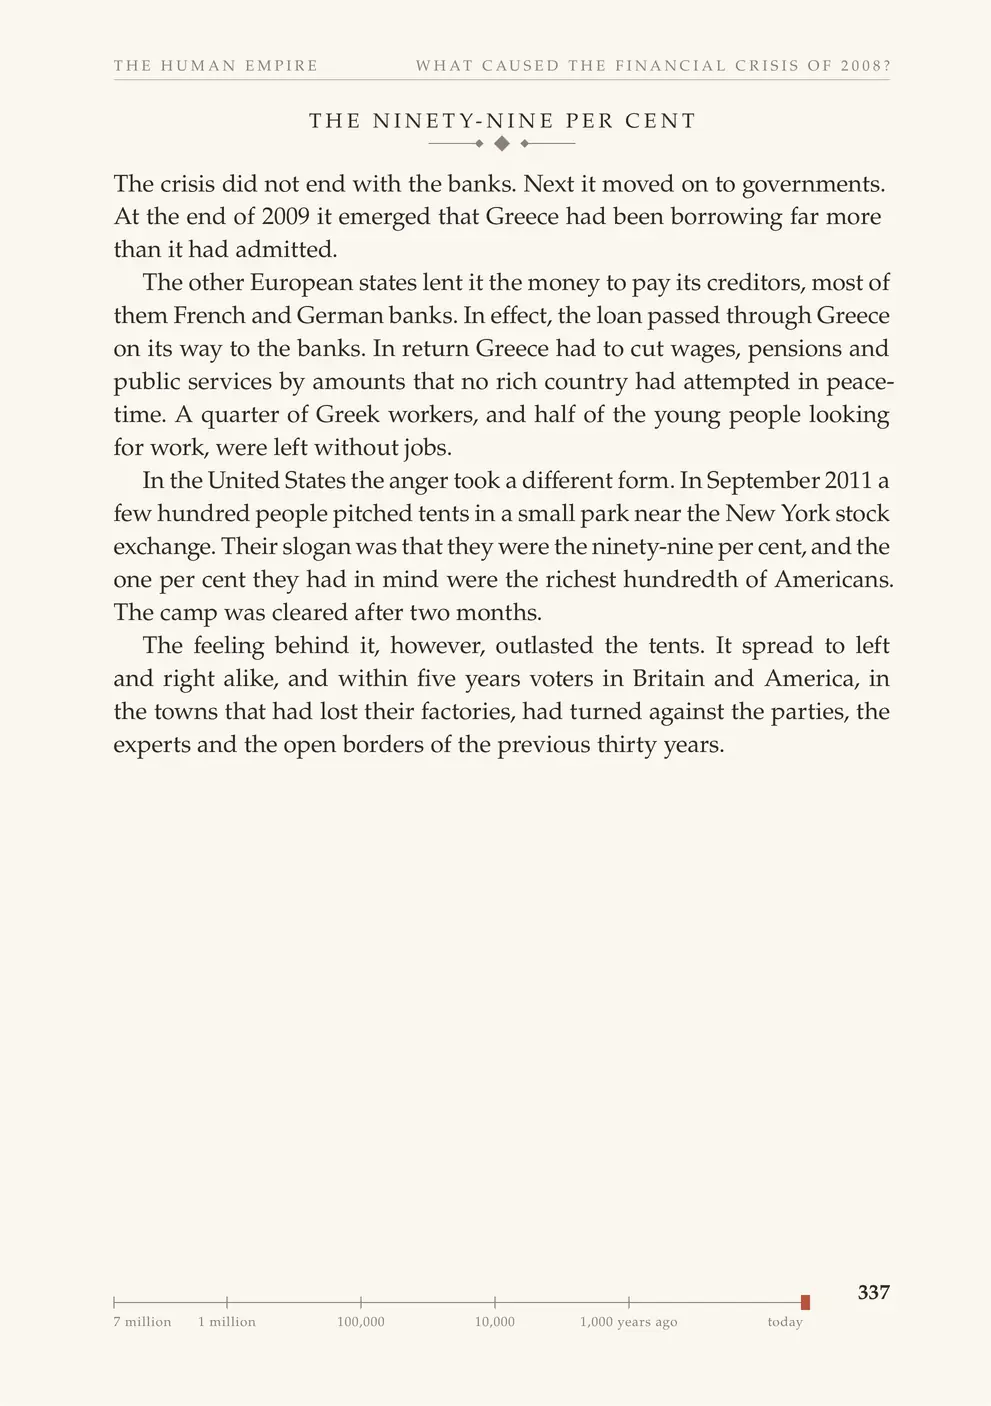 THE HUMAN EMPIRE
WHAT CAUSED THE FINANCIAL CRISIS OF 2008?
THE NINETY-NINE PER CENT
The crisis did not end with the banks. Next it moved on to governments.
At the end of 2009 it emerged that Greece had been borrowing far more
than it had admitted.
The other European states lent it the money to pay its creditors, most of
them French and German banks. In effect, the loan passed through Greece
on its way to the banks. In return Greece had to cut wages, pensions and
public services by amounts that no rich country had attempted in peace-
time. A quarter of Greek workers, and half of the young people looking
for work, were left without jobs.
In the United States the anger took a different form. In September 2011 a
few hundred people pitched tents in a small park near the New York stock
exchange. Their slogan was that they were the ninety-nine per cent, and the
one per cent they had in mind were the richest hundredth of Americans.
The camp was cleared after two months.
The feeling behind it, however, outlasted the tents. It spread to left
and right alike, and within five years voters in Britain and America, in
the towns that had lost their factories, had turned against the parties, the
experts and the open borders of the previous thirty years.
337
7 million 1 million 100,000 10,000 1,000 years ago today